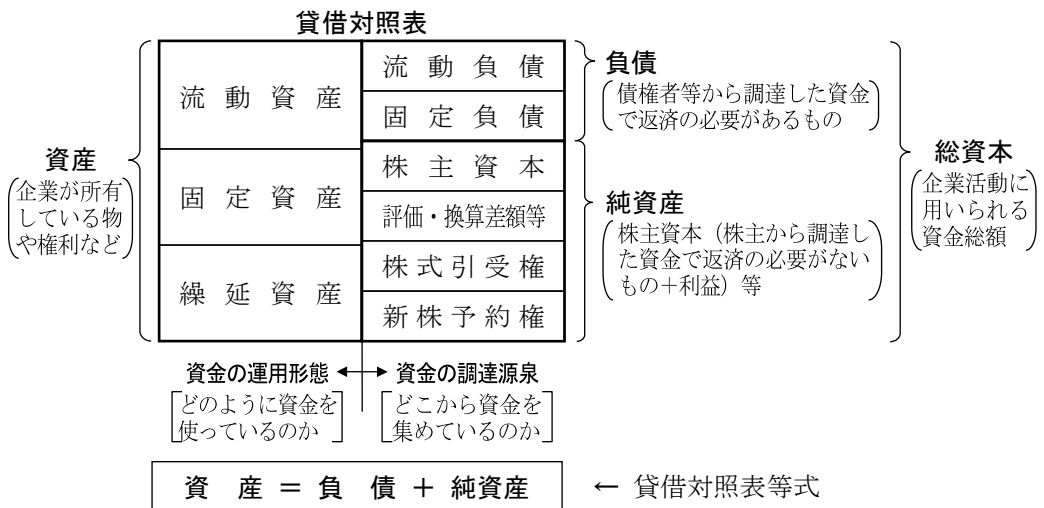 貸借対照表
資産
(企業が所有
している物
や権利など)
流動資産
固定資産
繰延資産
流動負債
固定負債
株主資本
評価・換算差額等
株式引受権
新株予約権
負債
(債権者等から調達した資金
で返済の必要があるもの)
純資産
(株主資本(株主から調達し
た資金で返済の必要がない
もの+利益)等)
総資本
(企業活動に
用いられる
資金総額)
資金の運用形態 ←→ 資金の調達源泉
[どのように資金を
使っているのか]
[どこから資金を
集めているのか]
資産=負債+純資産 ← 貸借対照表等式